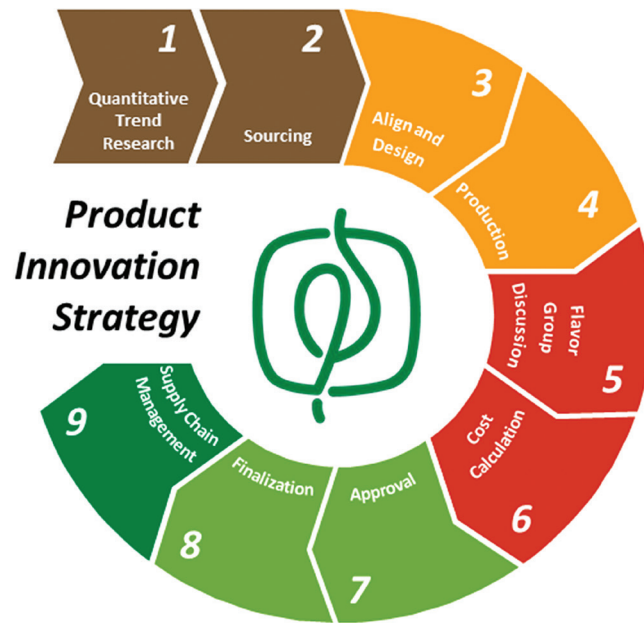 1
Quantitative
Trend
Research
2
Sourcing
3
Align and
Design
4
Production
5
Flavor
Group
Discussion
6
Cost
Calculation
7
Approval
8
Finalization
9
Supply Chain
Management
Product
Innovation
Strategy